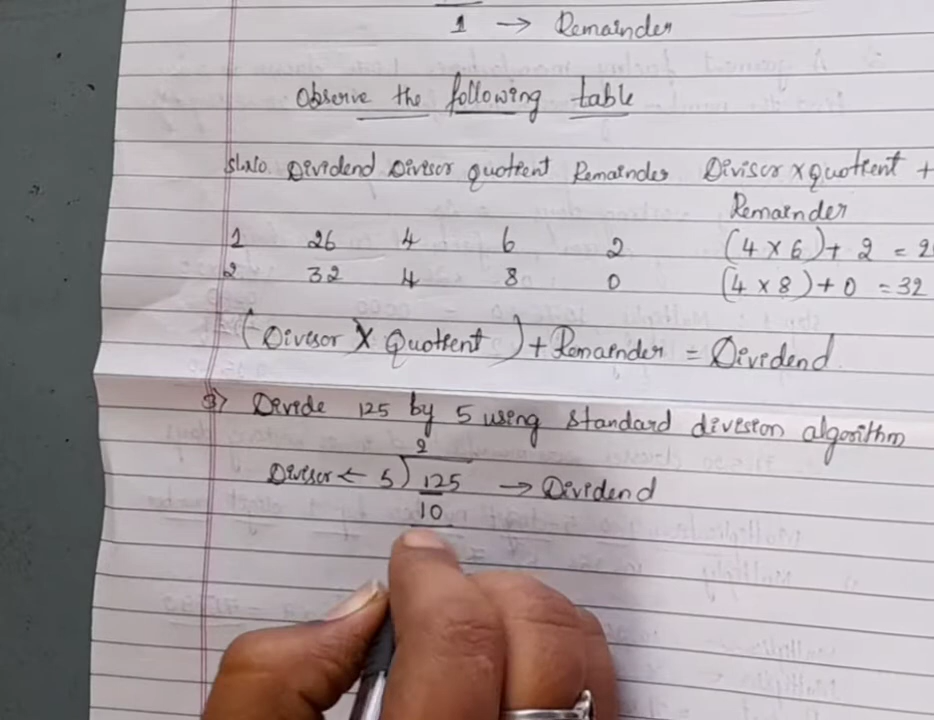 1 → Remainder
Observe the following table
Sl.No. Dividend Divisor quotient Remainder Divisor x quotient +
Remainder
1 26 4 6 2 (4 x 6) + 2 = 2
2 32 4 8 0 (4 x 8) + 0 = 32
(Divisor X Quotient) + Remainder = Dividend
3) Divide 125 by 5 using standard division algorithm
2
Divisor ← 5) 125 → Dividend
10